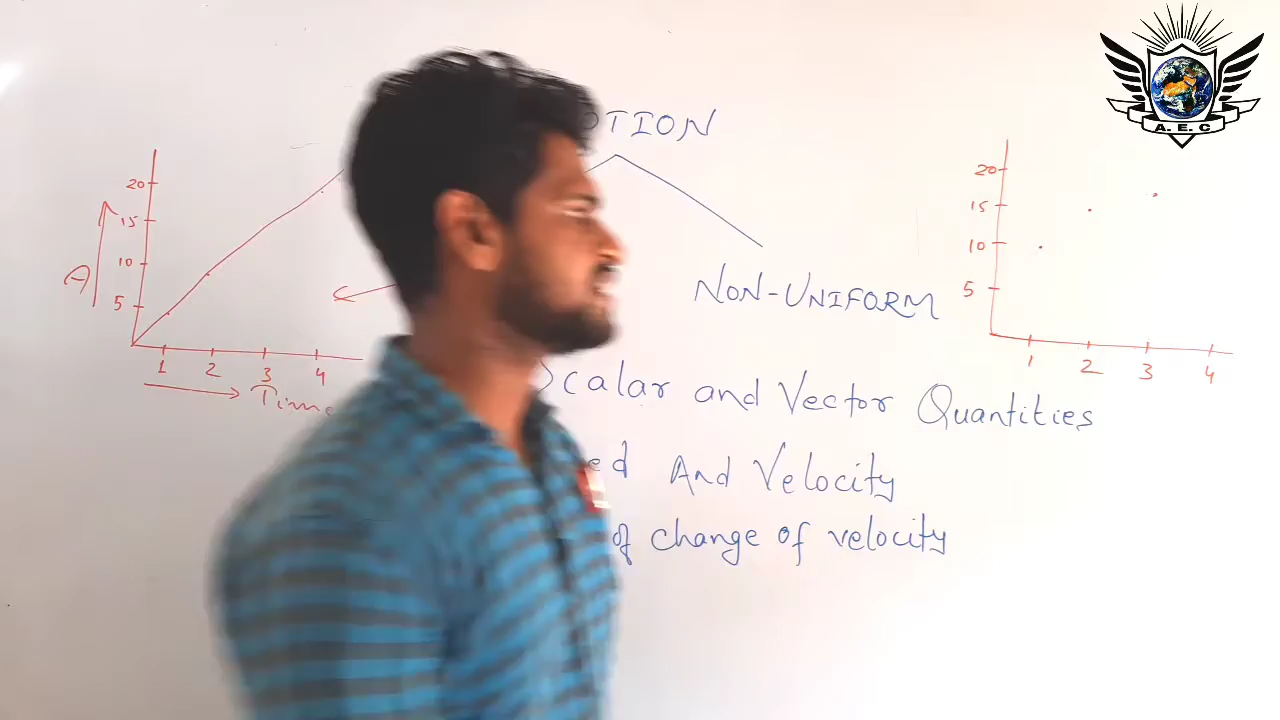 A. E. C
OTION
20
15
10
5
A
1 2 3 4
Time
NON-UNIFORM
20
15
10
5
1 2 3 4
Scalar and Vector Quantities
ed And Velocity
of change of velocity